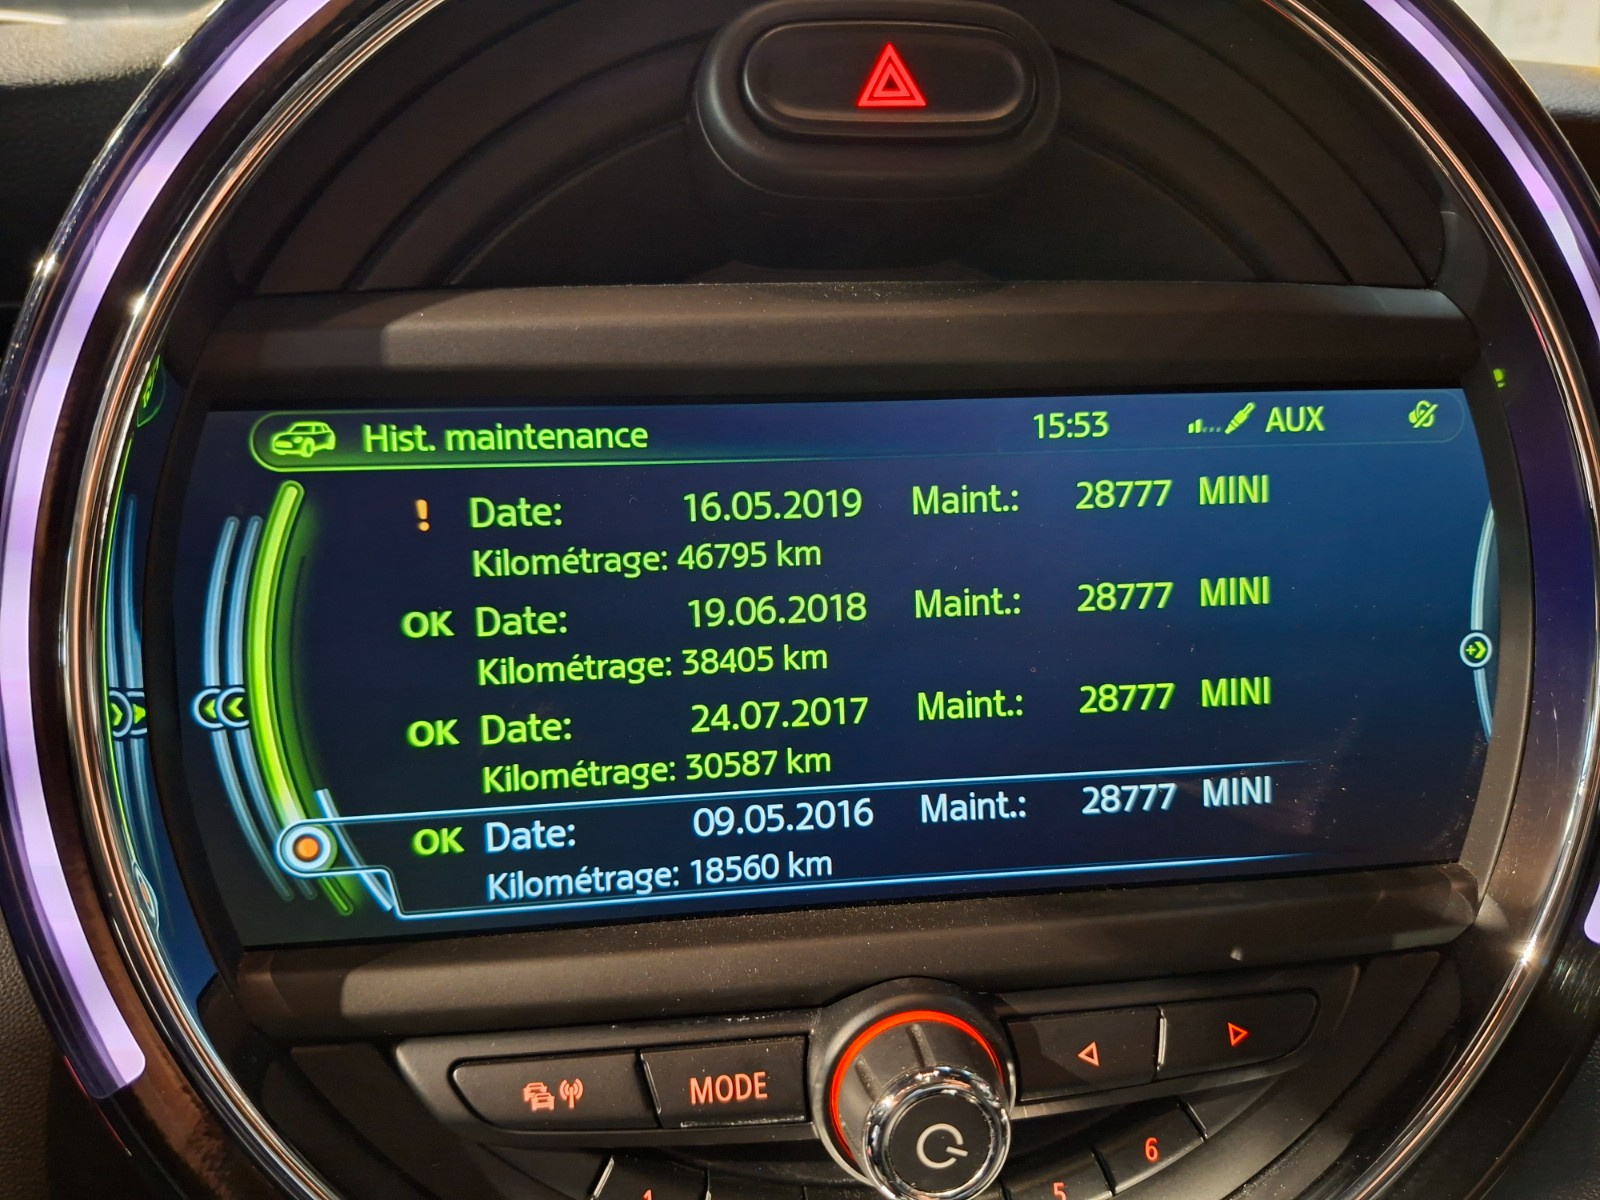 Hist. maintenance 15:53 AUX
! Date: 16.05.2019 Maint.: 28777 MINI
Kilométrage: 46795 km
OK Date: 19.06.2018 Maint.: 28777 MINI
Kilométrage: 38405 km
OK Date: 24.07.2017 Maint.: 28777 MINI
Kilométrage: 30587 km
OK Date: 09.05.2016 Maint.: 28777 MINI
Kilométrage: 18560 km
MODE
1 5 6